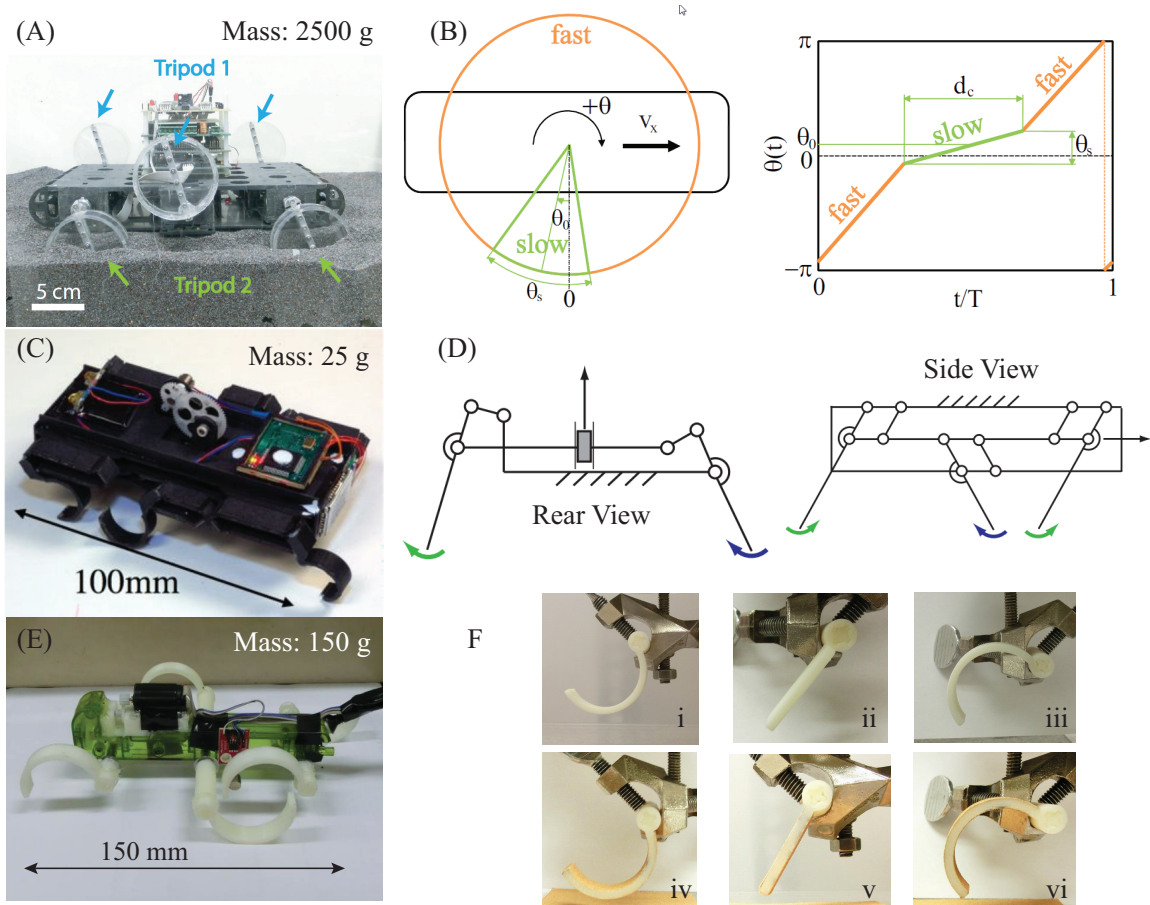 (A)
Mass: 2500 g
Tripod 1
Tripod 2
5 cm
(B)
fast
+θ
vₓ
θ₀
slow
θₛ
0
π
θ₀
0
−π
θ(t)
fast
slow
fast
d_c
θₛ
0
t/T
1
(C)
Mass: 25 g
100mm
(D)
Rear View
Side View
(E)
Mass: 150 g
150 mm
F
i
ii
iii
iv
v
vi